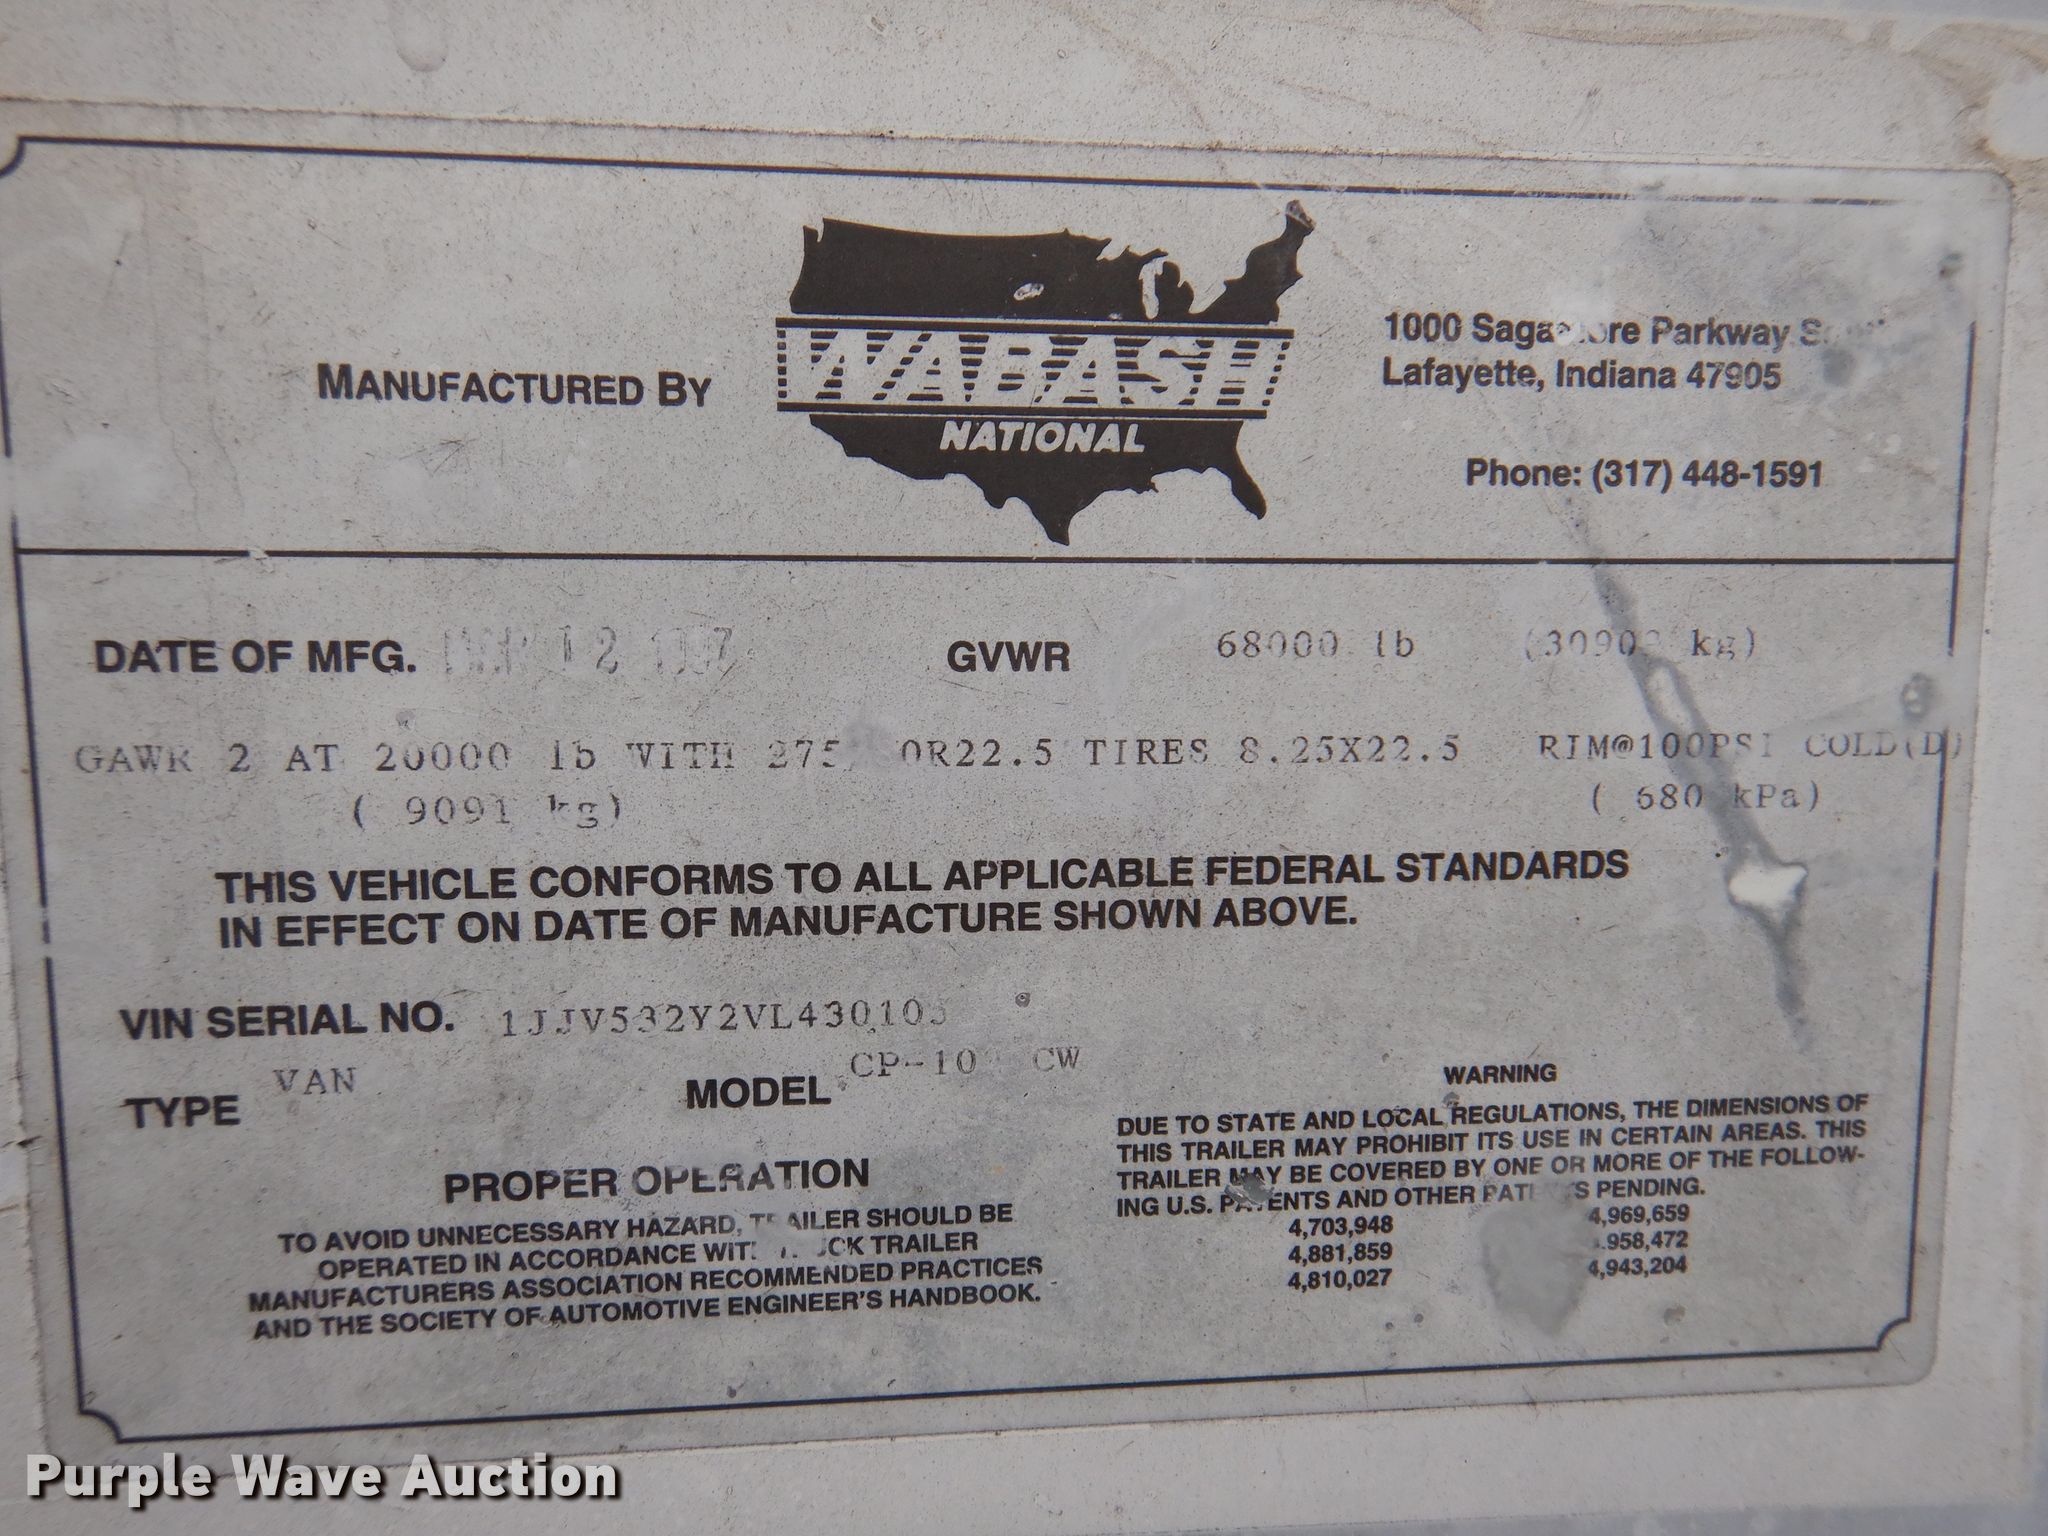 MANUFACTURED BY
WABASH
NATIONAL
1000 Parkway
Lafayette, Indiana 47905
Phone: (317) 448-1591
DATE OF MFG. 12 1997
GVWR 68000 lb kg)
GAWR 2 AT 20000 lb WITH TIRES 8.25X22.5 RIM@100PSI COLD(D)
( 9091 kg) ( 680 kPa)
THIS VEHICLE CONFORMS TO ALL APPLICABLE FEDERAL STANDARDS
IN EFFECT ON DATE OF MANUFACTURE SHOWN ABOVE.
VIN SERIAL NO.
TYPE VAN
MODEL CW
PROPER OPERATION
TO AVOID UNNECESSARY HAZARD, TRAILER SHOULD BE
OPERATED IN ACCORDANCE WITH TRUCK TRAILER
MANUFACTURERS ASSOCIATION RECOMMENDED PRACTICES
AND THE SOCIETY OF AUTOMOTIVE ENGINEER'S HANDBOOK.
WARNING
DUE TO STATE AND LOCAL REGULATIONS, THE DIMENSIONS OF
THIS TRAILER MAY PROHIBIT ITS USE IN CERTAIN AREAS. THIS
TRAILER MAY BE COVERED BY ONE OR MORE OF THE FOLLOW-
ING U.S. PATENTS AND OTHER PATENTS PENDING.
4,703,948 4,969,659
4,881,859
4,810,027 4,943,204
Purple Wave Auction